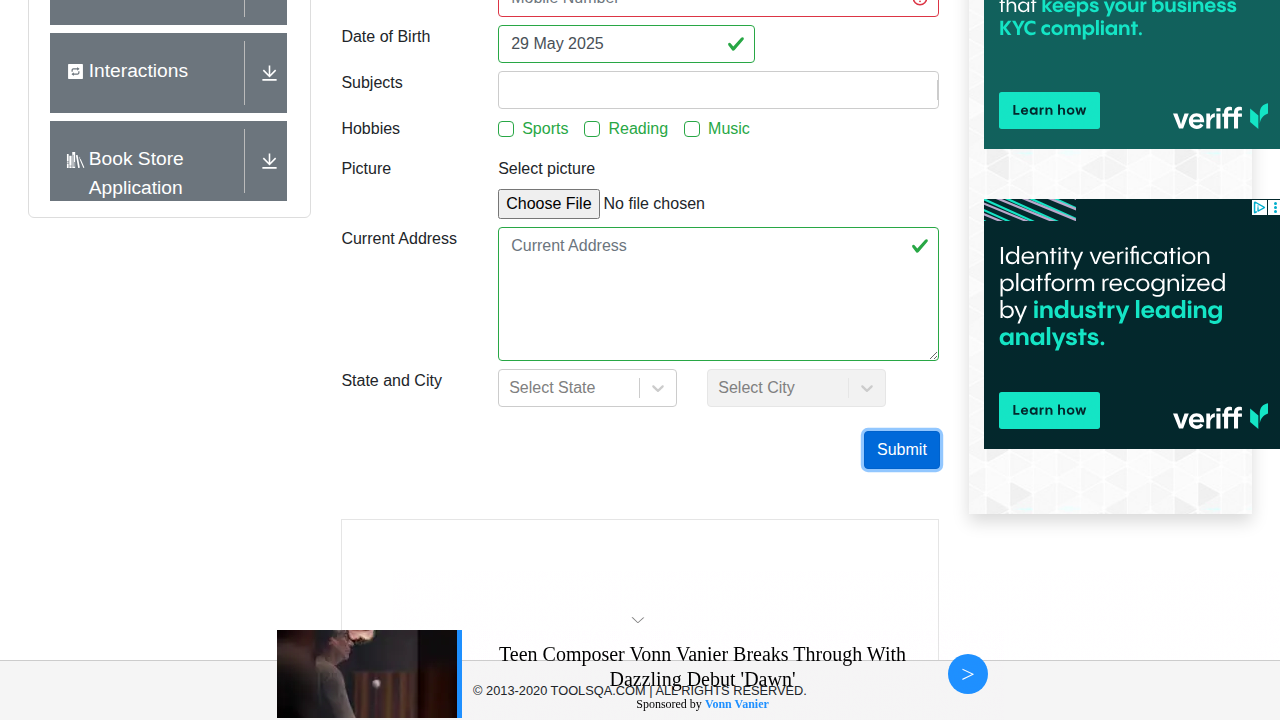 that keeps your business
KYC compliant.
Learn how
veriff
Interactions
Book Store
Application
Date of Birth
29 May 2025
Subjects
Hobbies
Sports
Reading
Music
Picture
Select picture
Choose File No file chosen
Current Address
Current Address
State and City
Select State
Select City
Submit
Identity verification
platform recognized
by industry leading
analysts.
Learn how
veriff
Teen Composer Vonn Vanier Breaks Through With
Dazzling Debut 'Dawn'
Sponsored by Vonn Vanier
>
© 2013-2020 TOOLSQA.COM | ALL RIGHTS RESERVED.